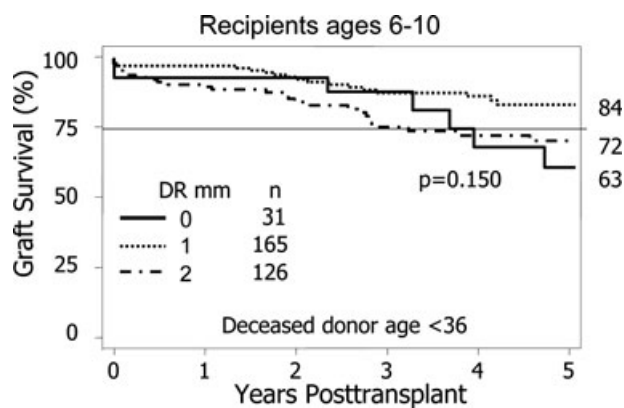 Recipients ages 6-10
Graft Survival (%)
100
75
50
25
0
84
72
63
p=0.150
DR mm n
0 31
1 165
2 126
Deceased donor age <36
0 1 2 3 4 5
Years Posttransplant